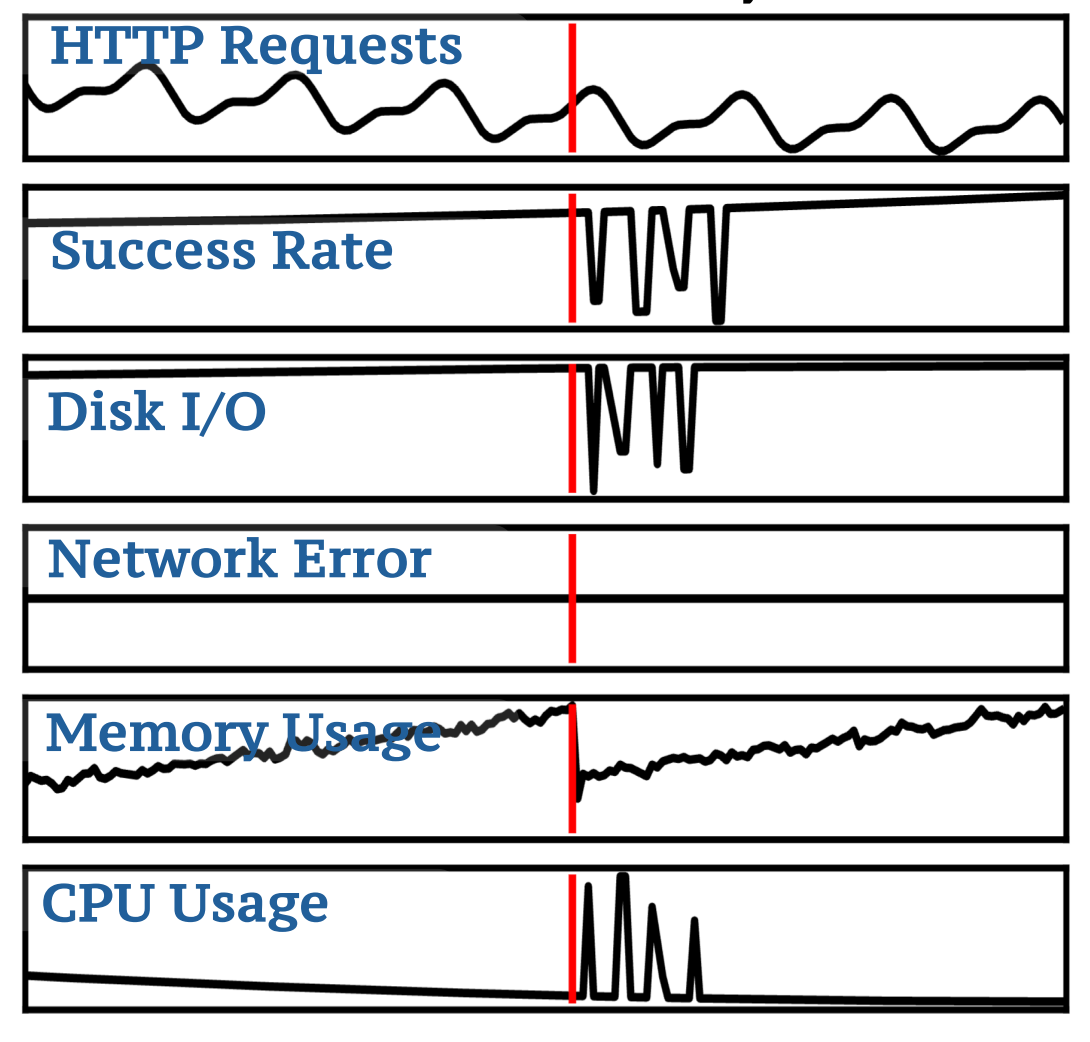 HTTP Requests
Success Rate
Disk I/O
Network Error
Memory Usage
CPU Usage